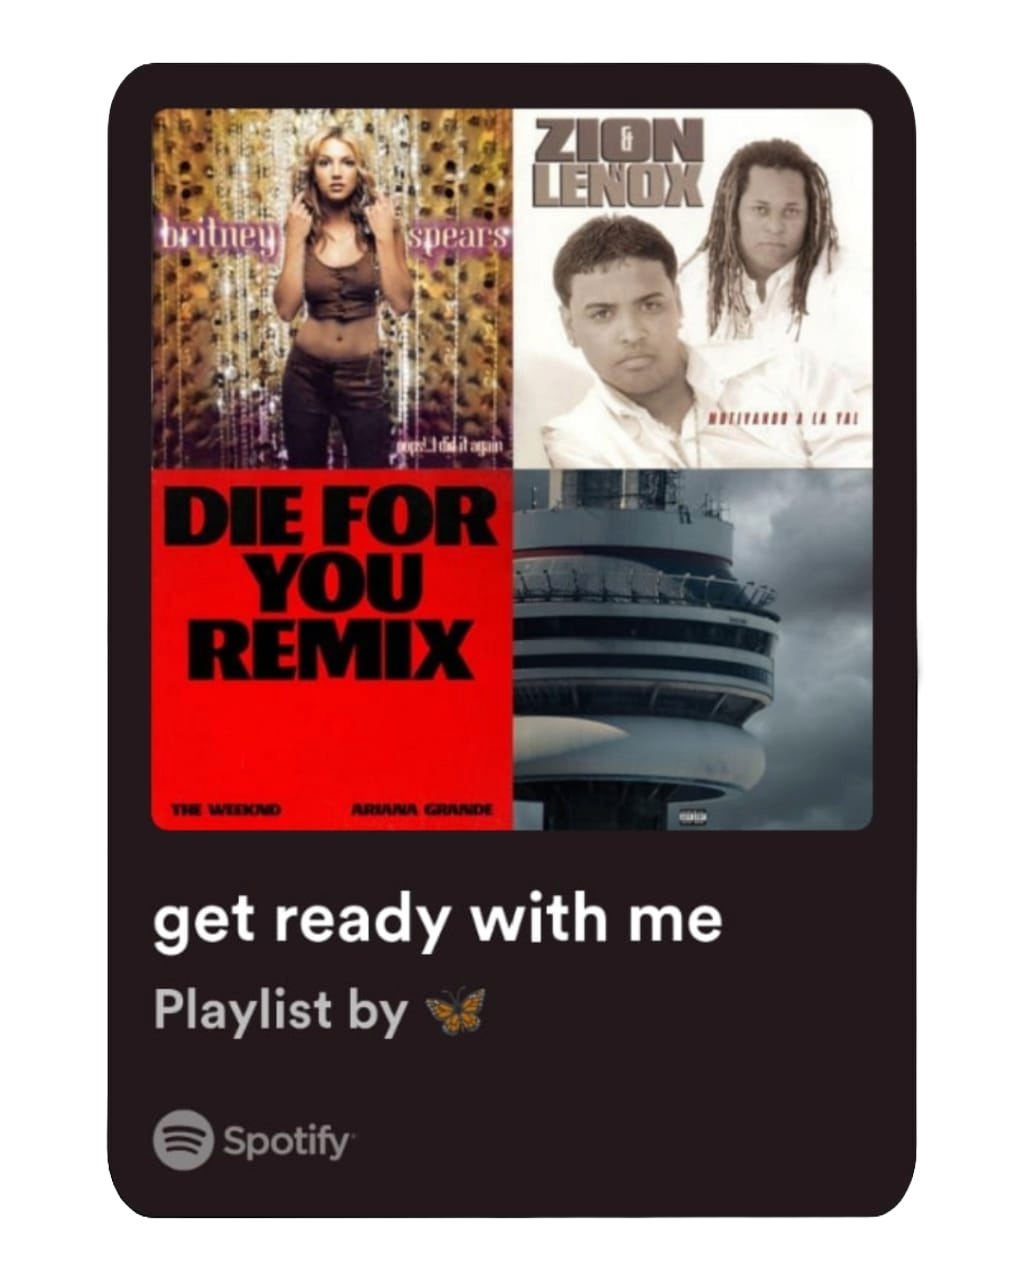 britney spears
oops!...i did it again
ZION
&
LENOX
MOTIVANDO A LA YAL
DIE FOR
YOU
REMIX
THE WEEKND ARIANA GRANDE
get ready with me
Playlist by 🦋
Spotify